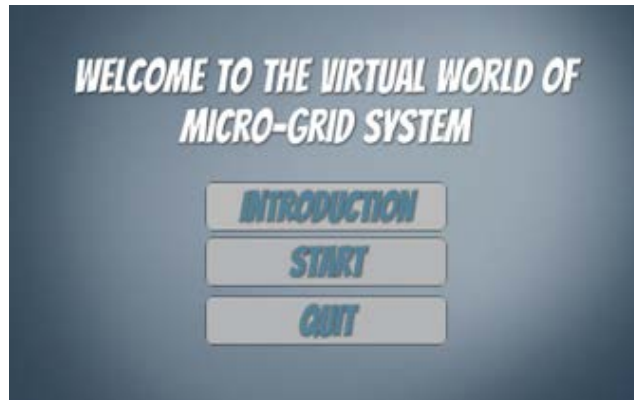 WELCOME TO THE VIRTUAL WORLD OF
MICRO-GRID SYSTEM
INTRODUCTION
START
QUIT